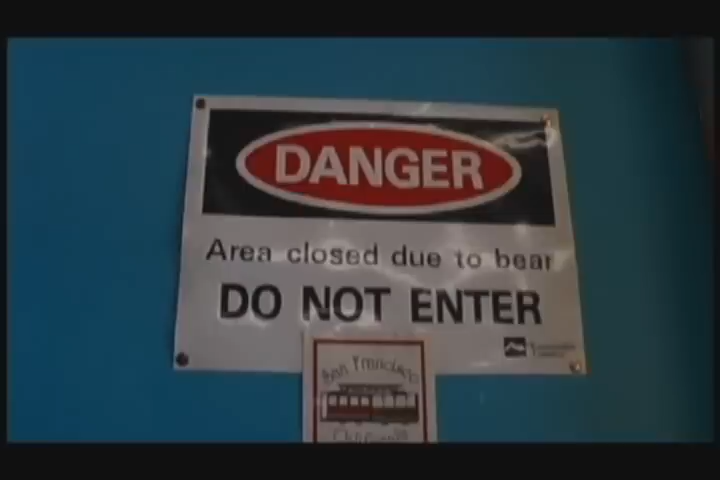 DANGER
Area closed due to bear
DO NOT ENTER
San Francisco